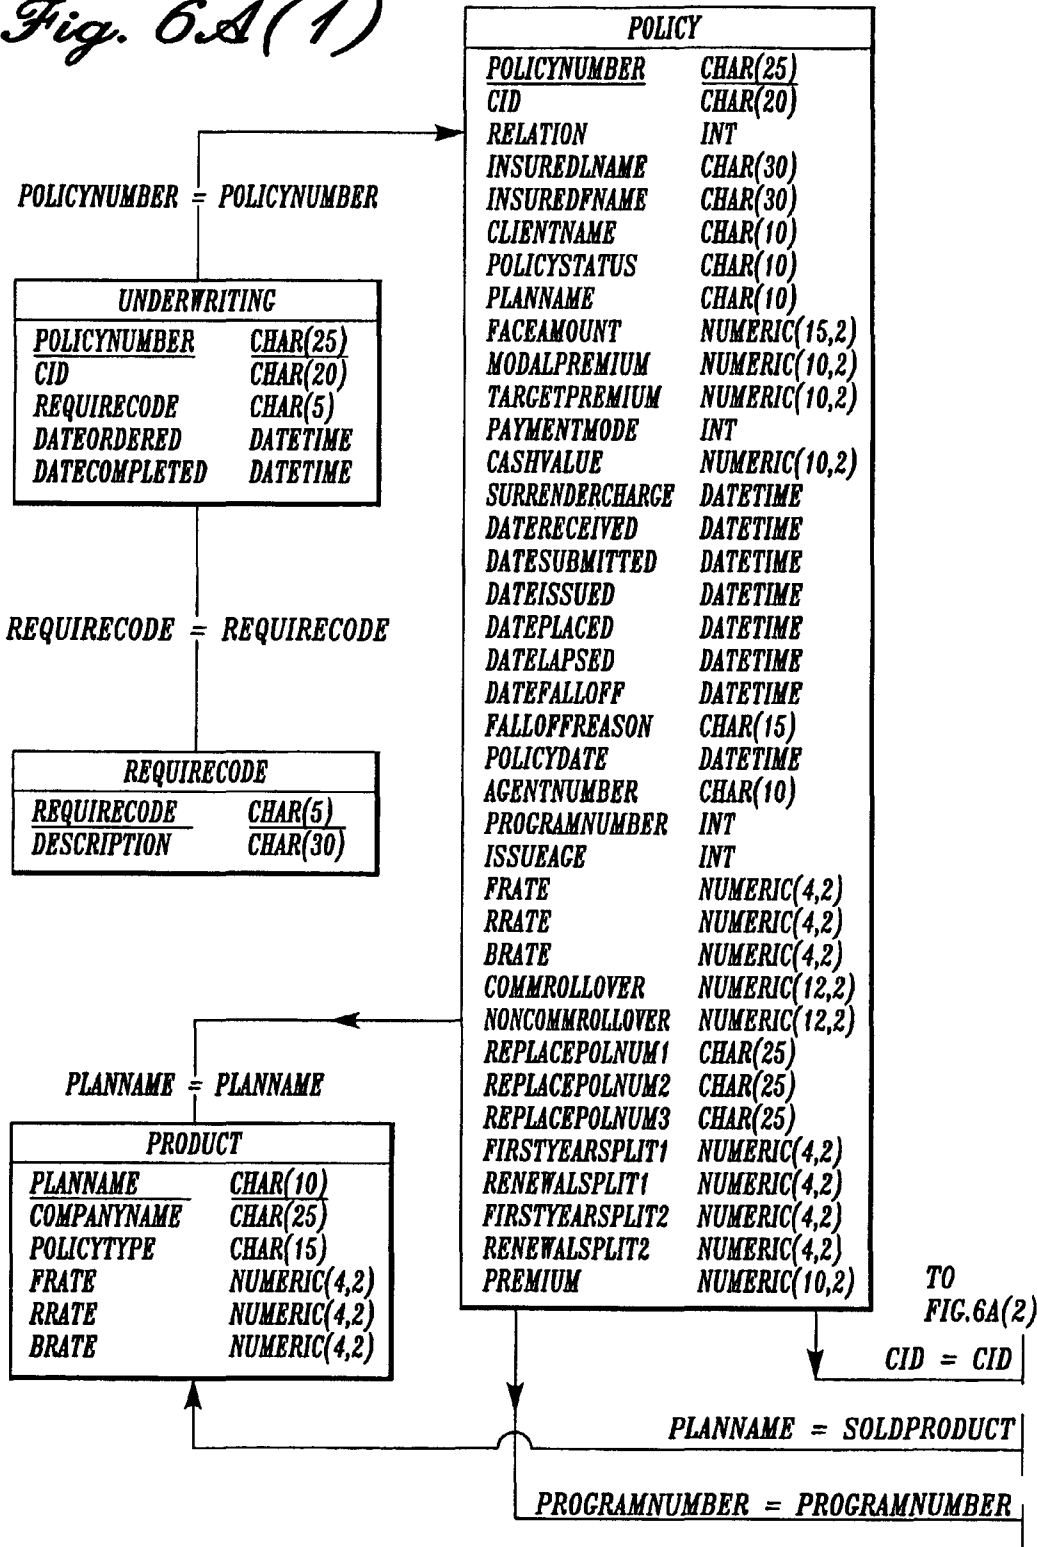 Fig. 6A(1)
POLICY
POLICYNUMBER CHAR(25)
CID CHAR(20)
RELATION INT
INSUREDLNAME CHAR(30)
INSUREDFNAME CHAR(30)
CLIENTNAME CHAR(10)
POLICYSTATUS CHAR(10)
PLANNAME CHAR(10)
FACEAMOUNT NUMERIC(15,2)
MODALPREMIUM NUMERIC(10,2)
TARGETPREMIUM NUMERIC(10,2)
PAYMENTMODE INT
CASHVALUE NUMERIC(10,2)
SURRENDERCHARGE DATETIME
DATERECEIVED DATETIME
DATESUBMITTED DATETIME
DATEISSUED DATETIME
DATEPLACED DATETIME
DATELAPSED DATETIME
DATEFALLOFF DATETIME
FALLOFFREASON CHAR(15)
POLICYDATE DATETIME
AGENTNUMBER CHAR(10)
PROGRAMNUMBER INT
ISSUEAGE INT
FRATE NUMERIC(4,2)
RRATE NUMERIC(4,2)
BRATE NUMERIC(4,2)
COMMROLLOVER NUMERIC(12,2)
NONCOMMROLLOVER NUMERIC(12,2)
REPLACEPOLNUM1 CHAR(25)
REPLACEPOLNUM2 CHAR(25)
REPLACEPOLNUM3 CHAR(25)
FIRSTYEARSPLIT1 NUMERIC(4,2)
RENEWALSPLIT1 NUMERIC(4,2)
FIRSTYEARSPLIT2 NUMERIC(4,2)
RENEWALSPLIT2 NUMERIC(4,2)
PREMIUM NUMERIC(10,2)
POLICYNUMBER = POLICYNUMBER
UNDERWRITING
POLICYNUMBER CHAR(25)
CID CHAR(20)
REQUIRECODE CHAR(5)
DATEORDERED DATETIME
DATECOMPLETED DATETIME
REQUIRECODE = REQUIRECODE
REQUIRECODE
REQUIRECODE CHAR(5)
DESCRIPTION CHAR(30)
PLANNAME = PLANNAME
PRODUCT
PLANNAME CHAR(10)
COMPANYNAME CHAR(25)
POLICYTYPE CHAR(15)
FRATE NUMERIC(4,2)
RRATE NUMERIC(4,2)
BRATE NUMERIC(4,2)
TO
FIG.6A(2)
CID = CID
PLANNAME = SOLDPRODUCT
PROGRAMNUMBER = PROGRAMNUMBER